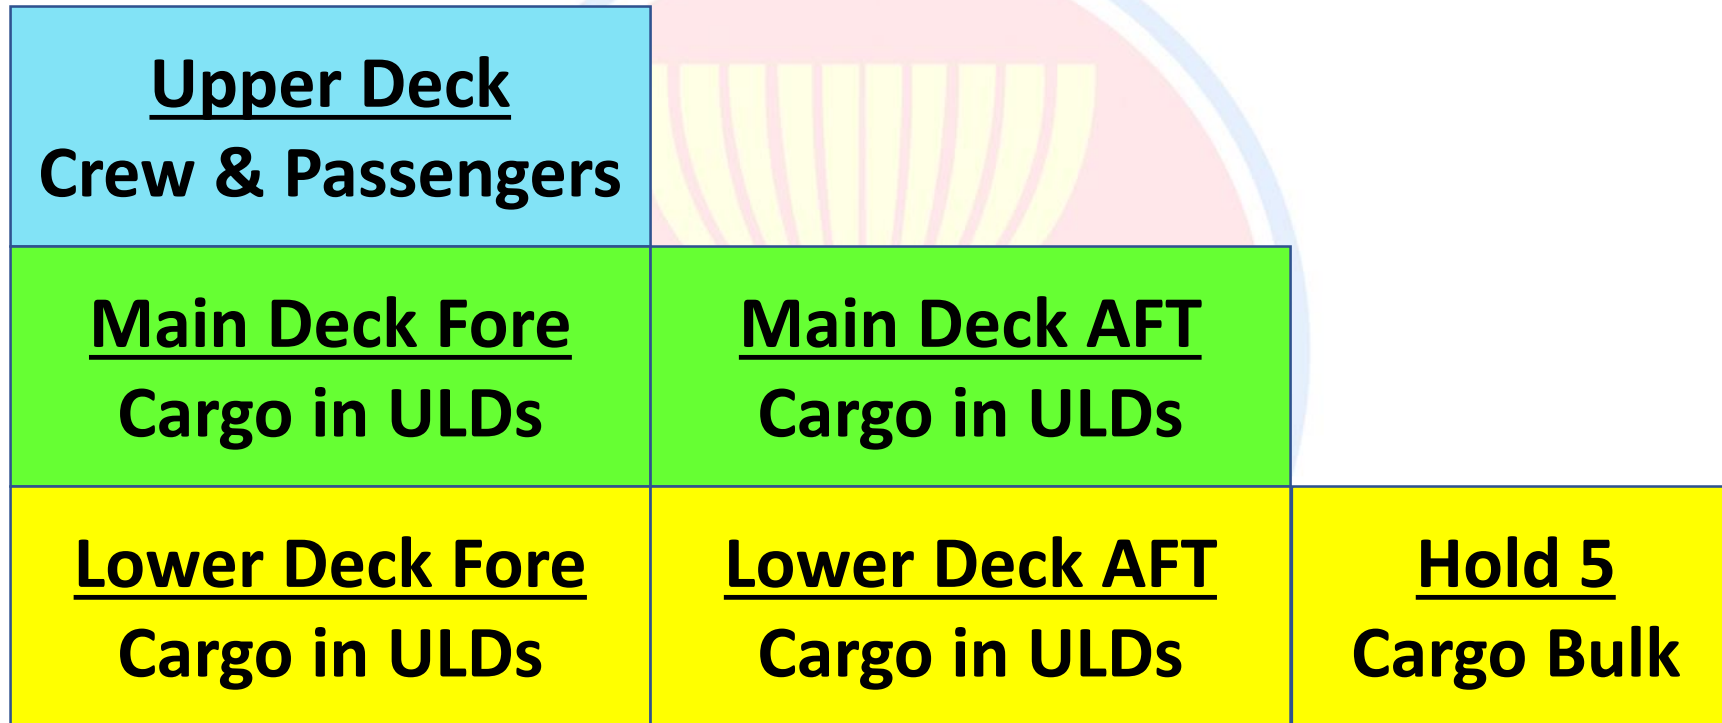 Upper Deck
Crew & Passengers
Main Deck Fore
Cargo in ULDs
Main Deck AFT
Cargo in ULDs
Lower Deck Fore
Cargo in ULDs
Lower Deck AFT
Cargo in ULDs
Hold 5
Cargo Bulk